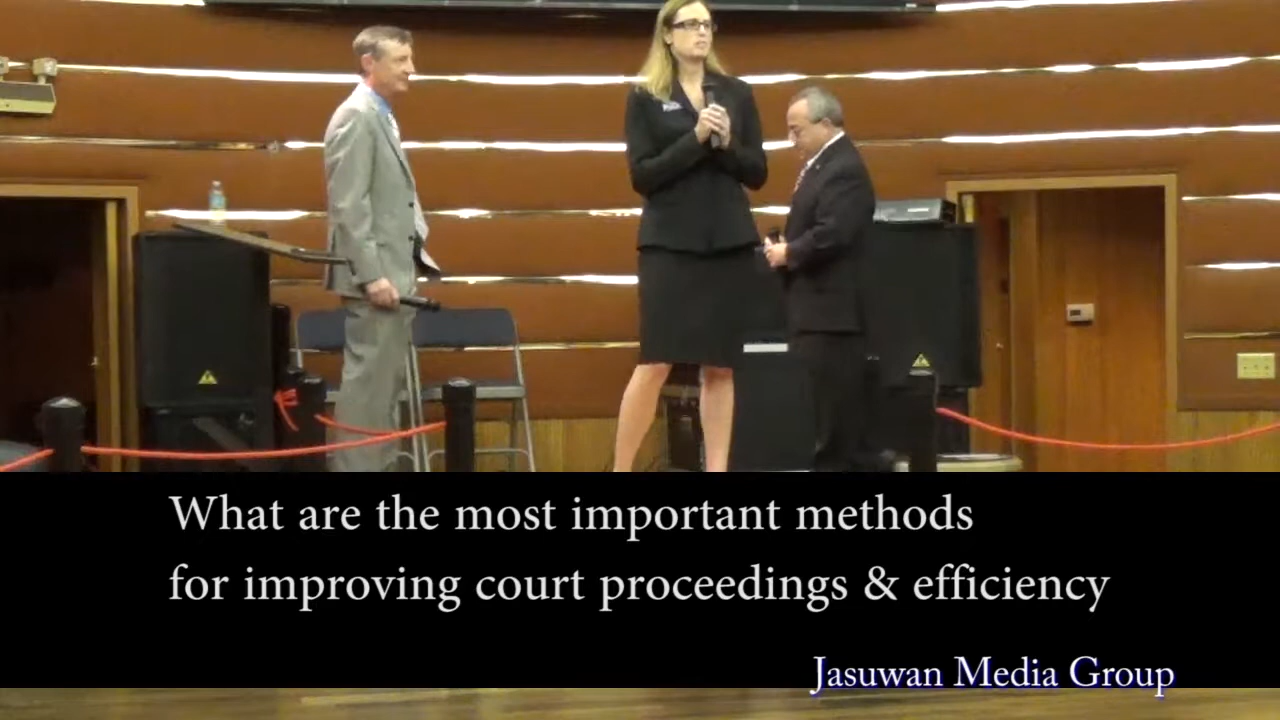 What are the most important methods
for improving court proceedings & efficiency
Jasuwan Media Group